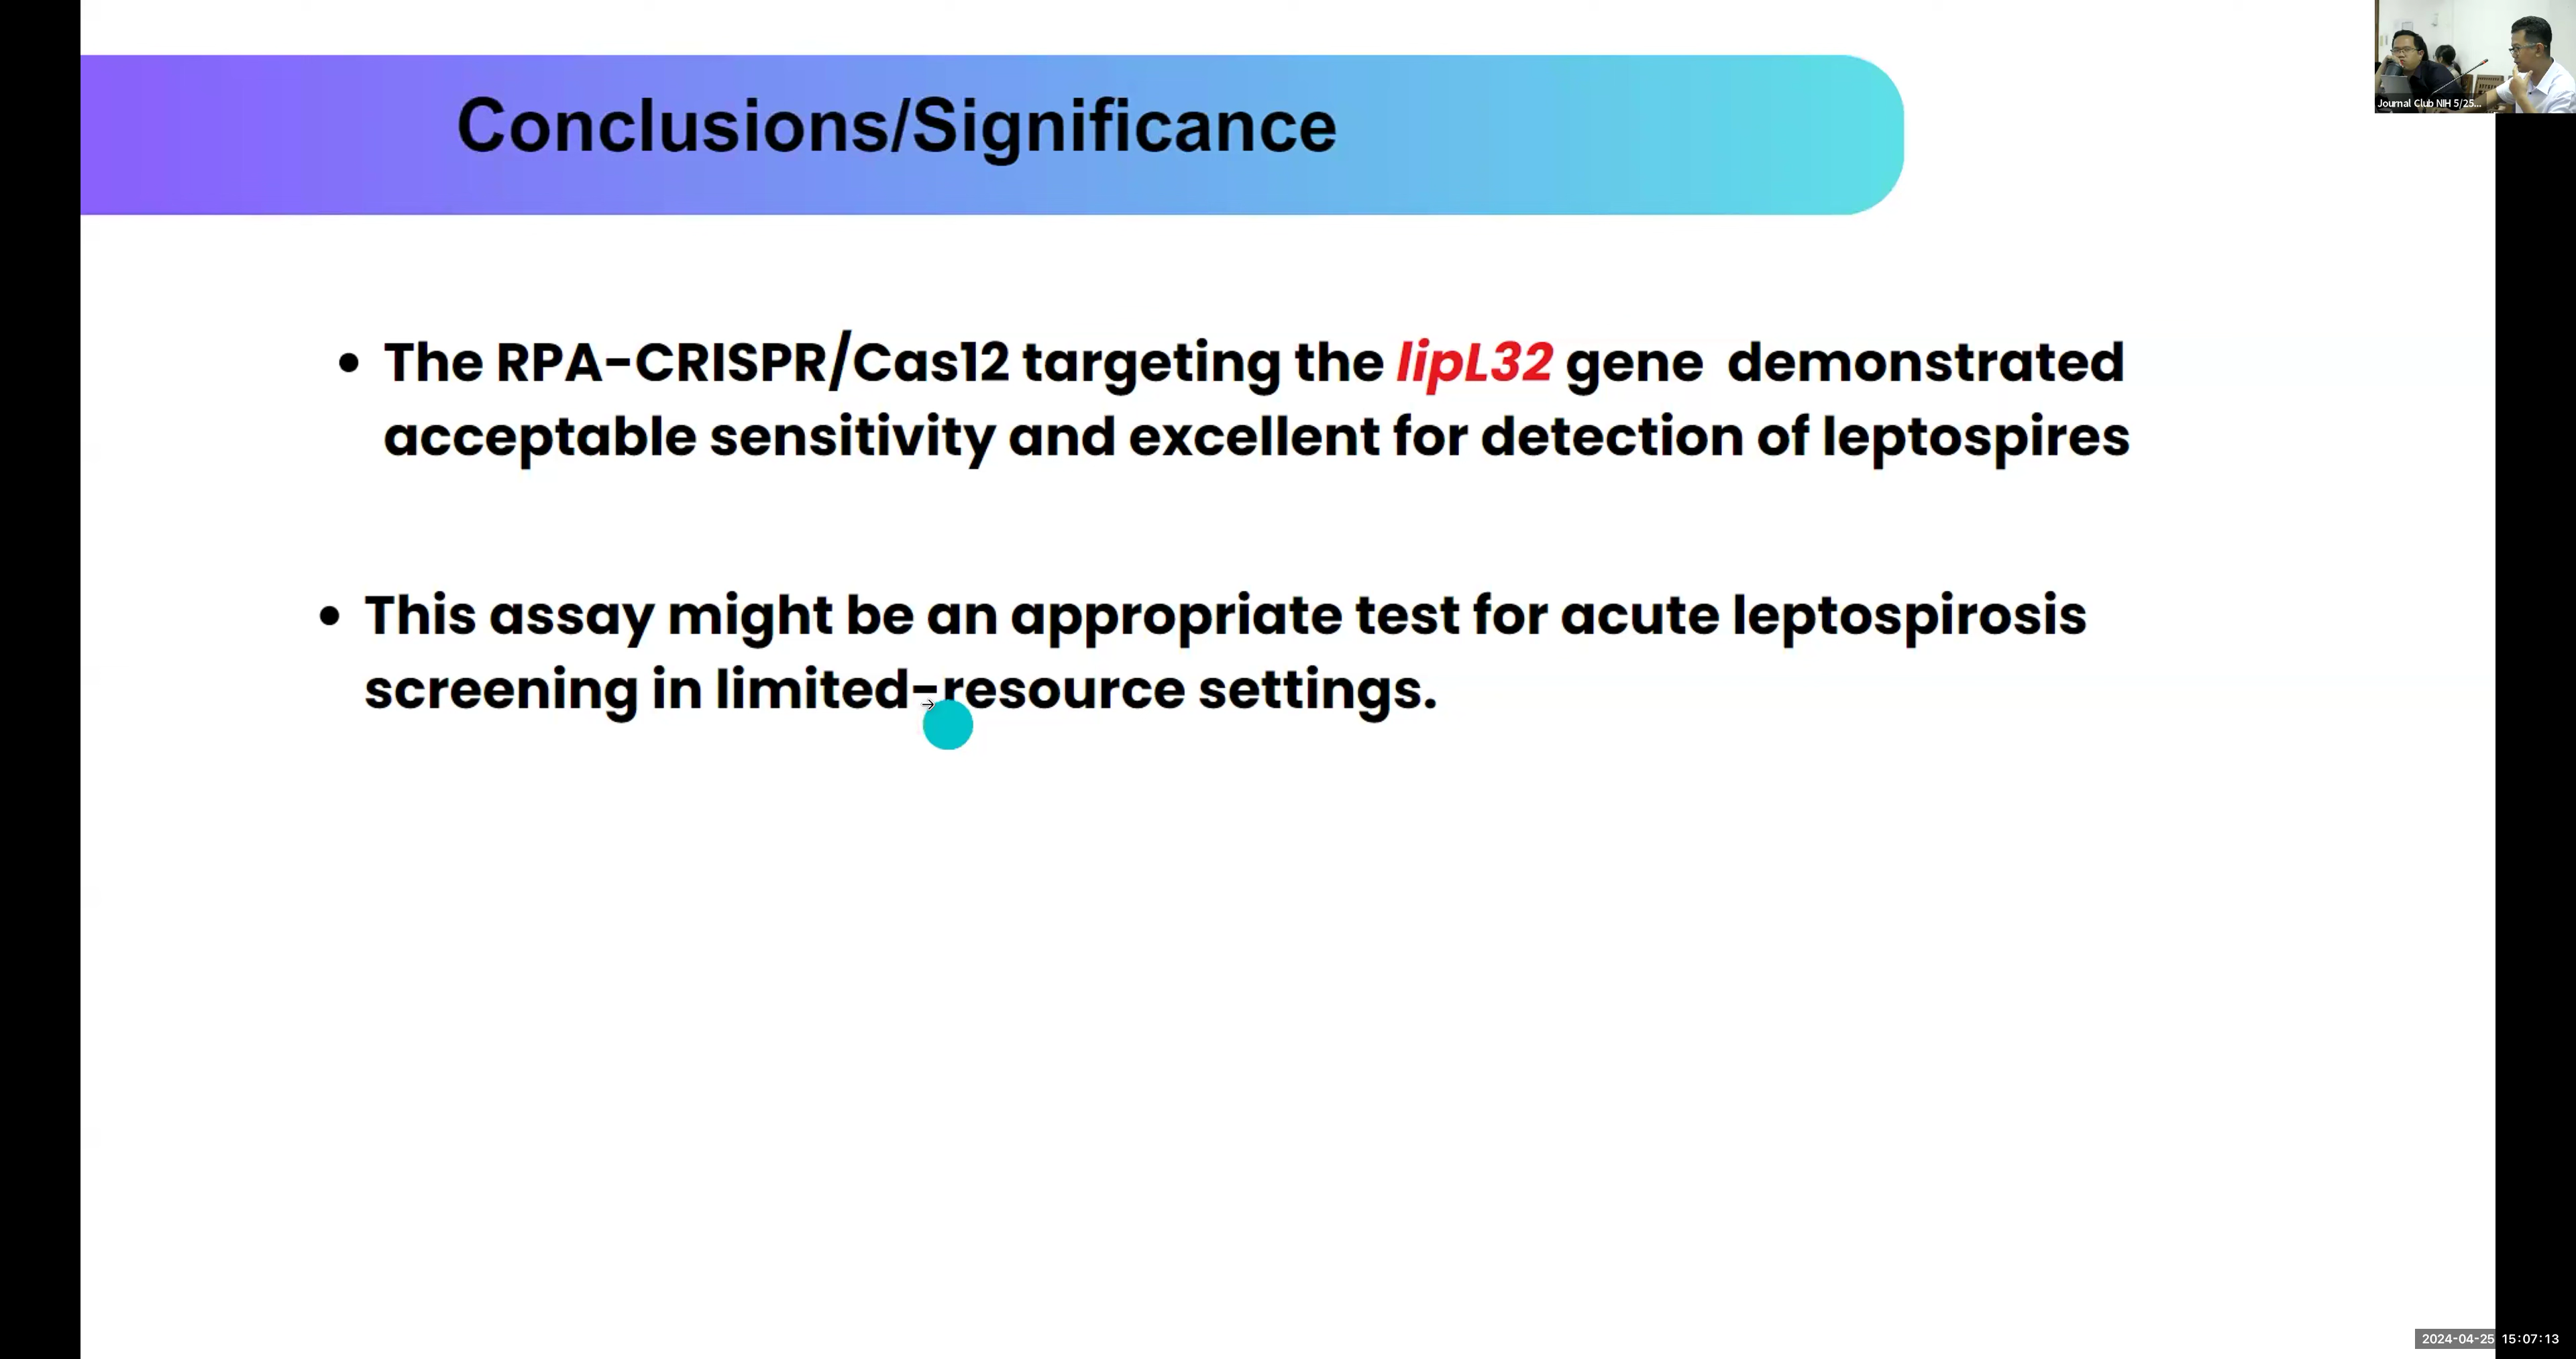 Conclusions/Significance
Journal Club NIH 5/25...
• The RPA-CRISPR/Cas12 targeting the lipL32 gene demonstrated
acceptable sensitivity and excellent for detection of leptospires
• This assay might be an appropriate test for acute leptospirosis
screening in limited-resource settings.
2024-04-25 15:07:13